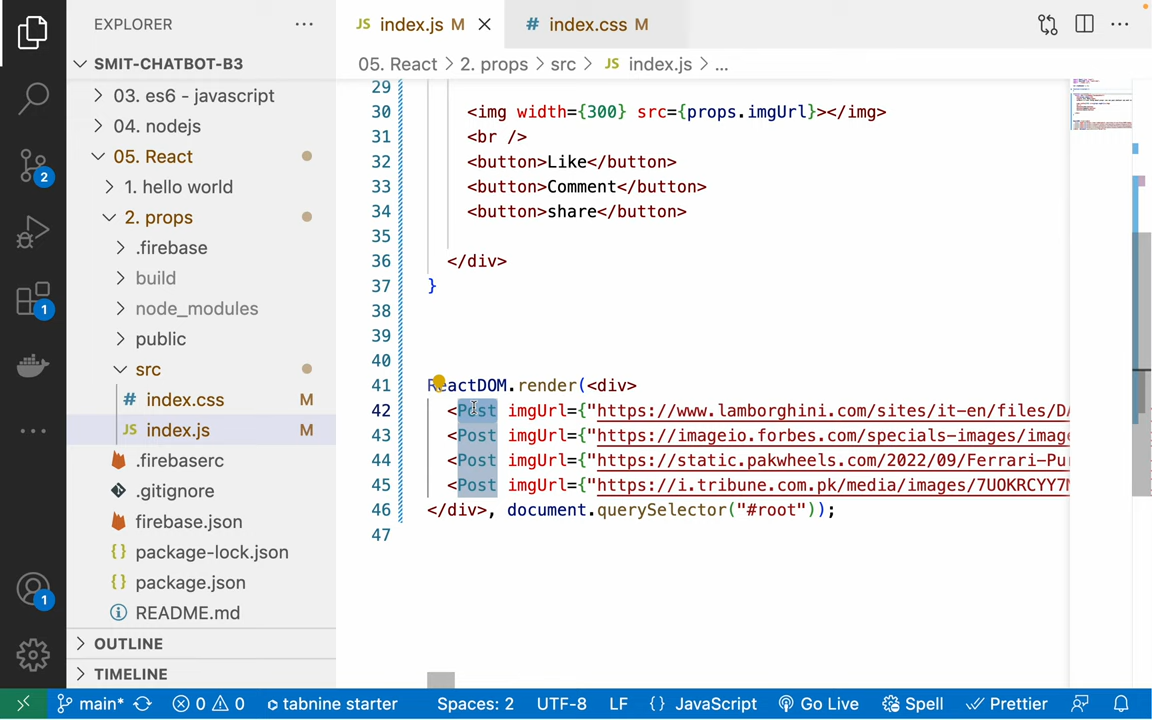 EXPLORER
SMIT-CHATBOT-B3
03. es6 - javascript
04. nodejs
05. React
1. hello world
2. props
.firebase
build
node_modules
public
src
# index.css M
JS index.js M
.firebaserc
.gitignore
firebase.json
{} package-lock.json
{} package.json
README.md
OUTLINE
TIMELINE
2
1
1
JS index.js M
# index.css M
05. React > 2. props > src > JS index.js > ...
29
30 <img width={300} src={props.imgUrl}></img>
31 <br />
32 <button>Like</button>
33 <button>Comment</button>
34 <button>share</button>
35
36 </div>
37 }
38
39
40
41 ReactDOM.render(<div>
42 <Post imgUrl={"https://www.lamborghini.com/sites/it-en/files/DA
43 <Post imgUrl={"https://imageio.forbes.com/specials-images/image
44 <Post imgUrl={"https://static.pakwheels.com/2022/09/Ferrari-Pu
45 <Post imgUrl={"https://i.tribune.com.pk/media/images/7UOKRCYY7
46 </div>, document.querySelector("#root"));
47
main* 0 0 tabnine starter Spaces: 2 UTF-8 LF {} JavaScript Go Live Spell Prettier